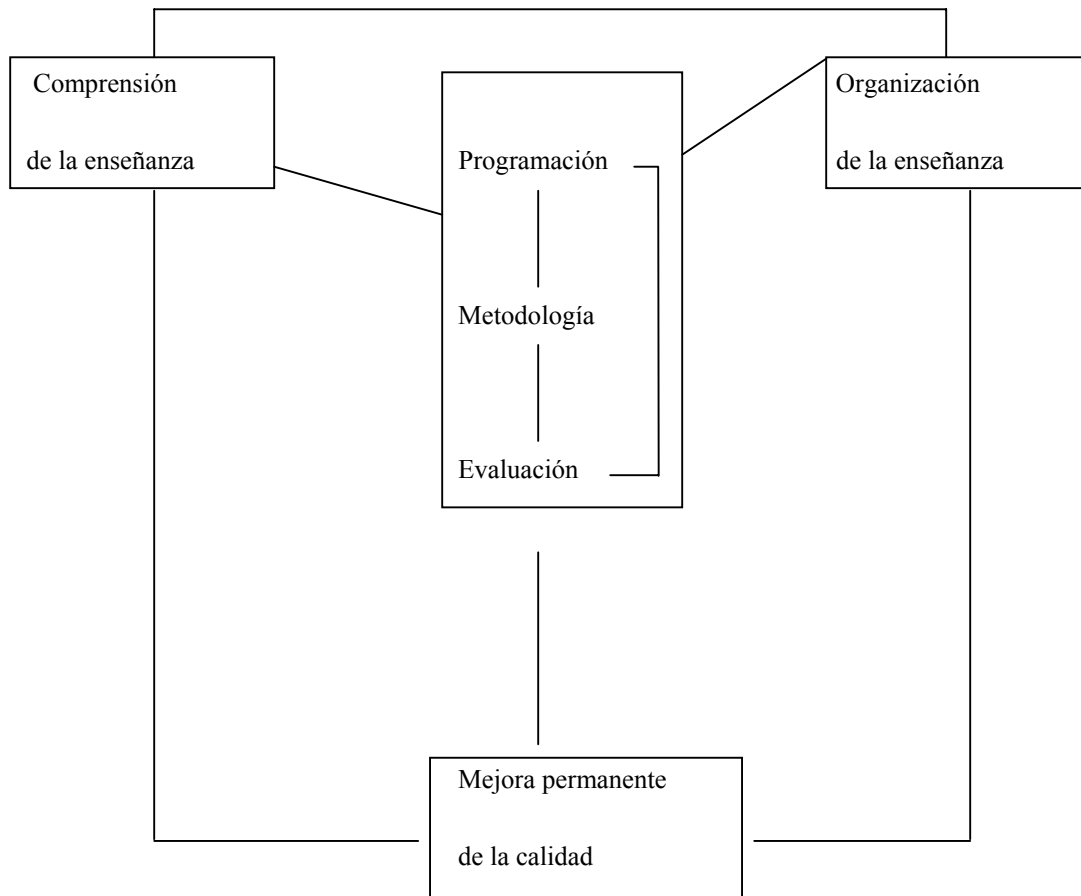 Comprensión
de la enseñanza
Organización
de la enseñanza
Programación
Metodología
Evaluación
Mejora permanente
de la calidad